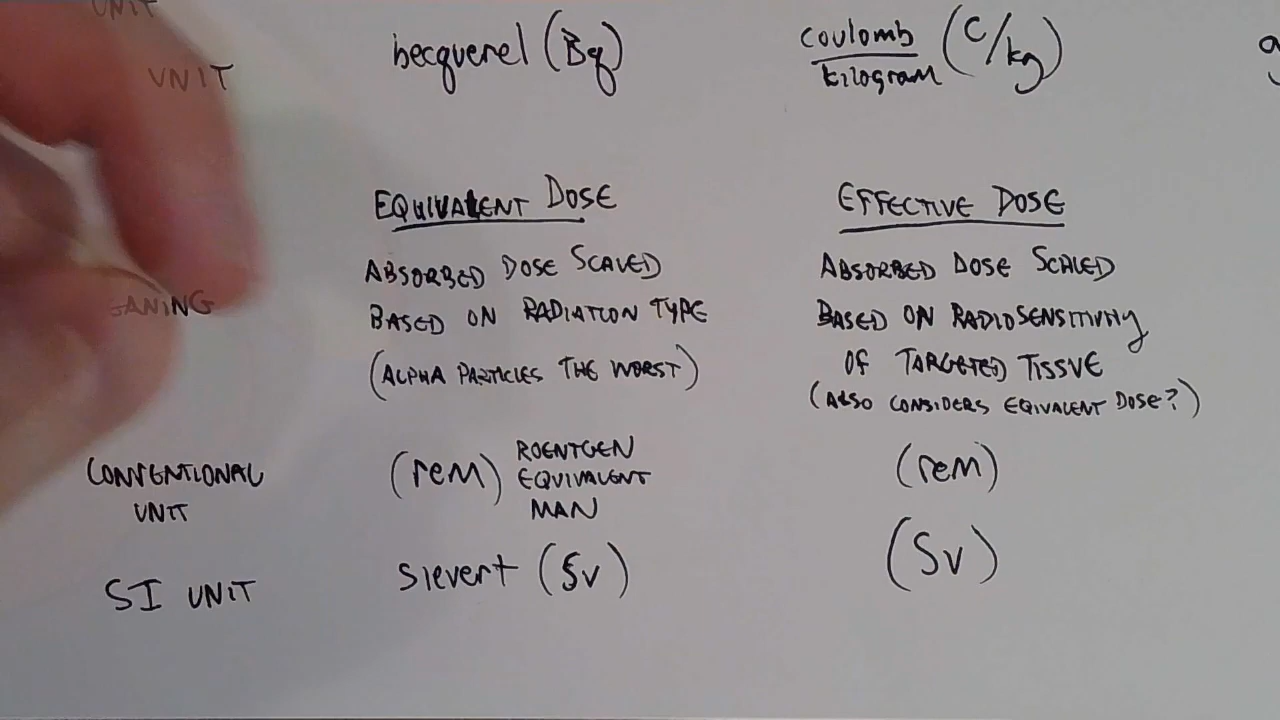 UNIT
UNIT
becquerel (Bq)
coulomb
kilogram (C/kg)
EQUIVALENT DOSE
ABSORBED DOSE SCALED
BASED ON RADIATION TYPE
(ALPHA PARTICLES THE WORST)
EFFECTIVE DOSE
ABSORBED DOSE SCALED
BASED ON RADIOSENSITIVITY
OF TARGETED TISSUE
(ALSO CONSIDERS EQUIVALENT DOSE?)
CONVENTIONAL
UNIT
(rem) ROENTGEN
EQUIVALENT
MAN
(rem)
SI UNIT
sievert (Sv)
(Sv)